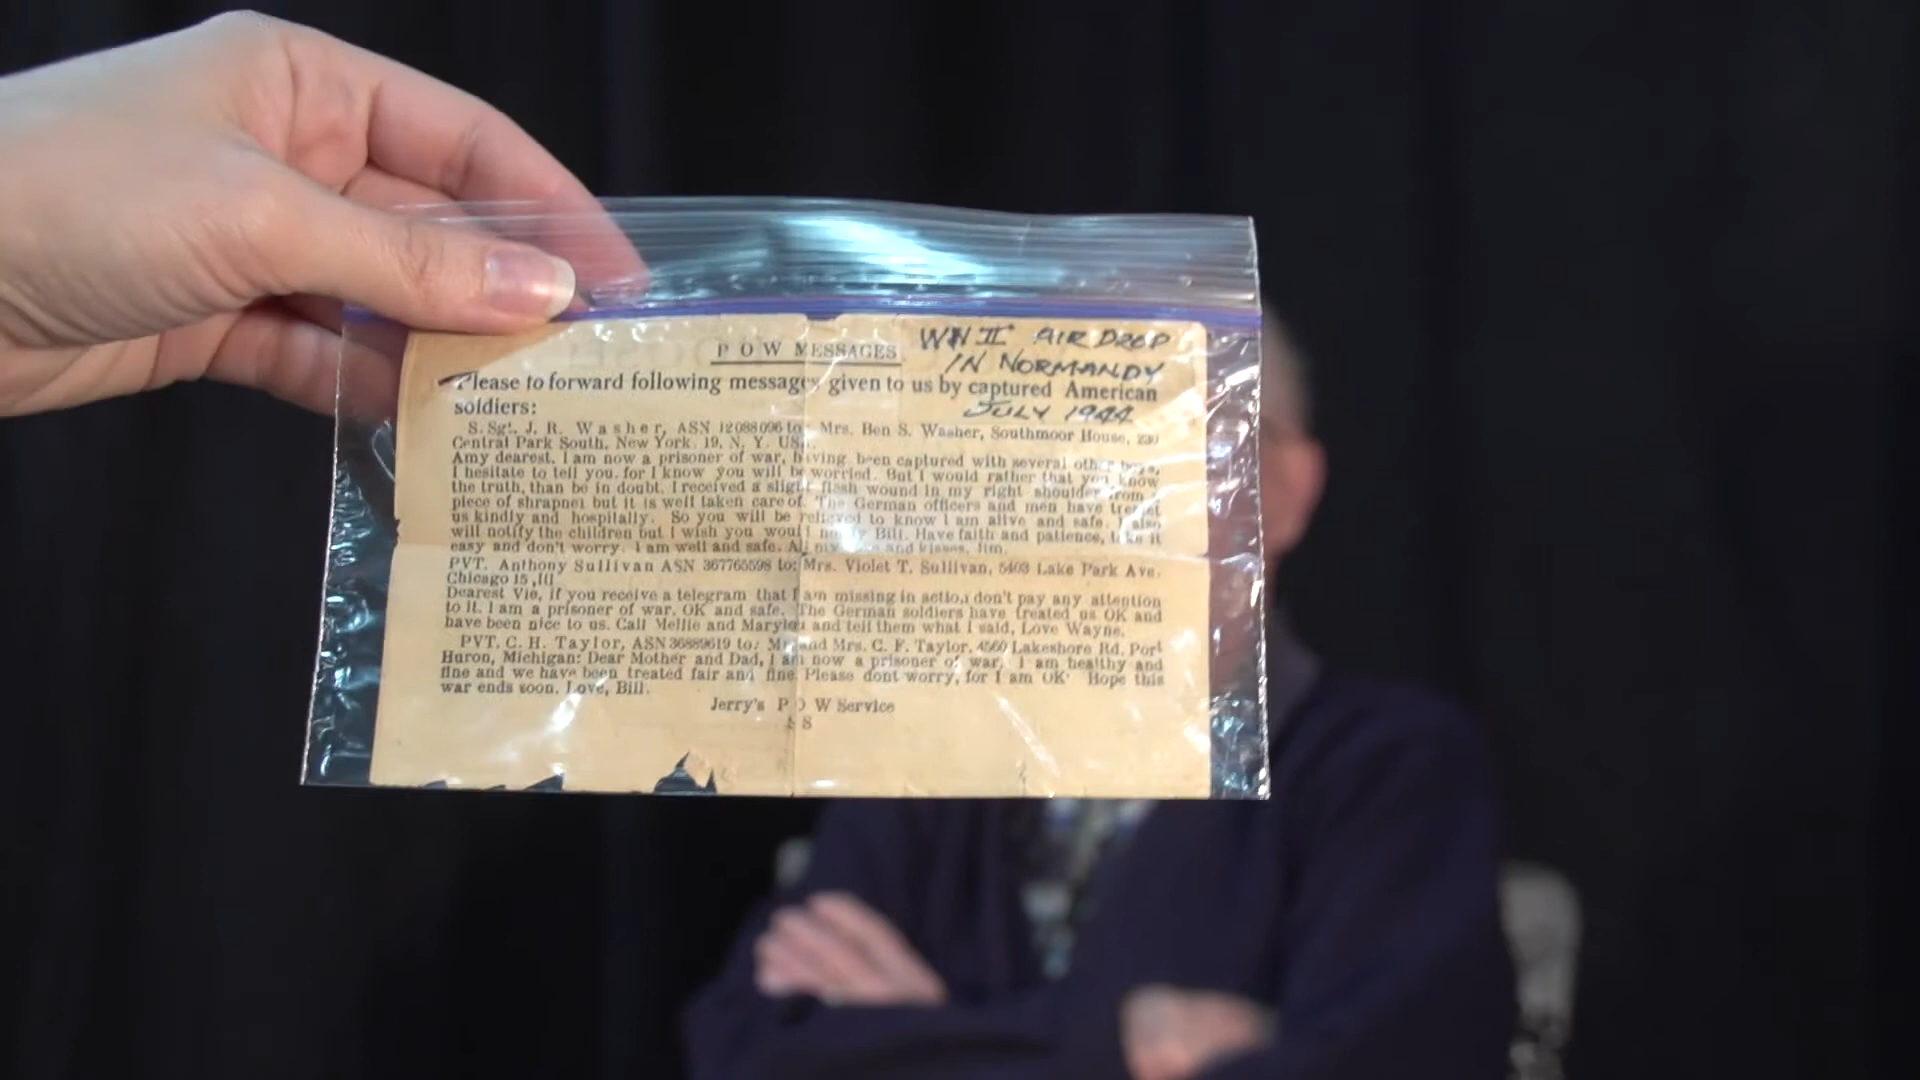 P O W MESSAGES
WW II AIR DROP
IN NORMANDY
JULY 1944
Please to forward following messages given to us by captured American
soldiers:
S. Sgt. J. R. Washer, ASN 12088096 to: Mrs. Ben S. Washer, Southmoor House, 230
Central Park South, New York. 19, N. Y. US
Amy dearest, I am now a prisoner of war, having been captured with several other boys,
I hesitate to tell you, for I know you will be worried. But I would rather that you know
the truth, than be in doubt. I received a slight flesh wound in my right shoulder from
piece of shrapnel but it is well taken care of. The German officers and men have
us kindly and hospitally. So you will be relieved to know I am alive and safe. I also
will notify the children but I wish you would notify Bill. Have faith and patience, take it
easy and don't worry. I am well and safe. All my love and kisses, Jim.
PVT. Anthony Sullivan ASN 367765598 to: Mrs. Violet T. Sullivan, 5403 Lake Park Ave.
Chicago 15 ,Ill
Dearest Vie, if you receive a telegram that I am missing in action don't pay any attention
to it. I am a prisoner of war, OK and safe. The German soldiers have treated us OK and
have been nice to us. Call Mellie and and tell them what I said, Love Wayne.
PVT. C. H. Taylor, ASN 36889619 to: Mr and Mrs. C. F. Taylor, 4560 Lakeshore Rd. Port
Huron, Michigan: Dear Mother and Dad, I am now a prisoner of war. I am healthy and
fine and we have been treated fair and fine. Please dont worry, for I am OK. Hope this
war ends soon. Love, Bill.
Jerry's P O W Service